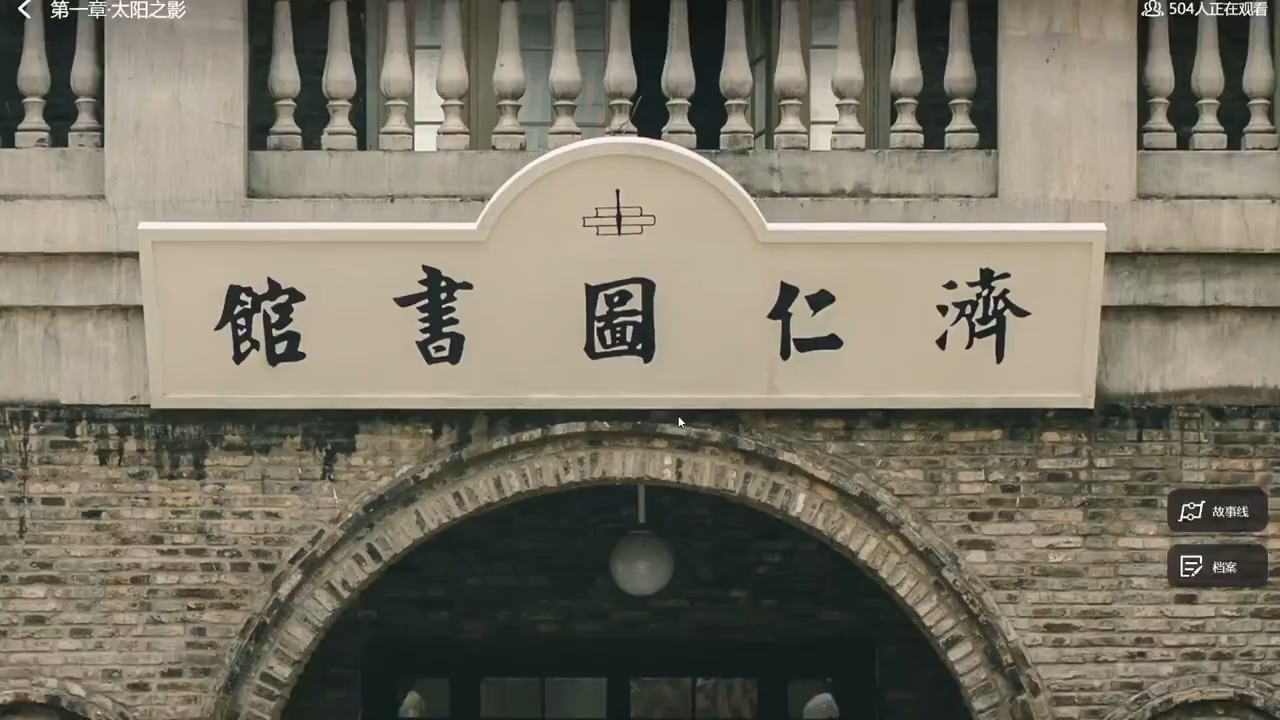 第一章·太阳之影
504人正在观看
濟仁圖書館
故事线
档案